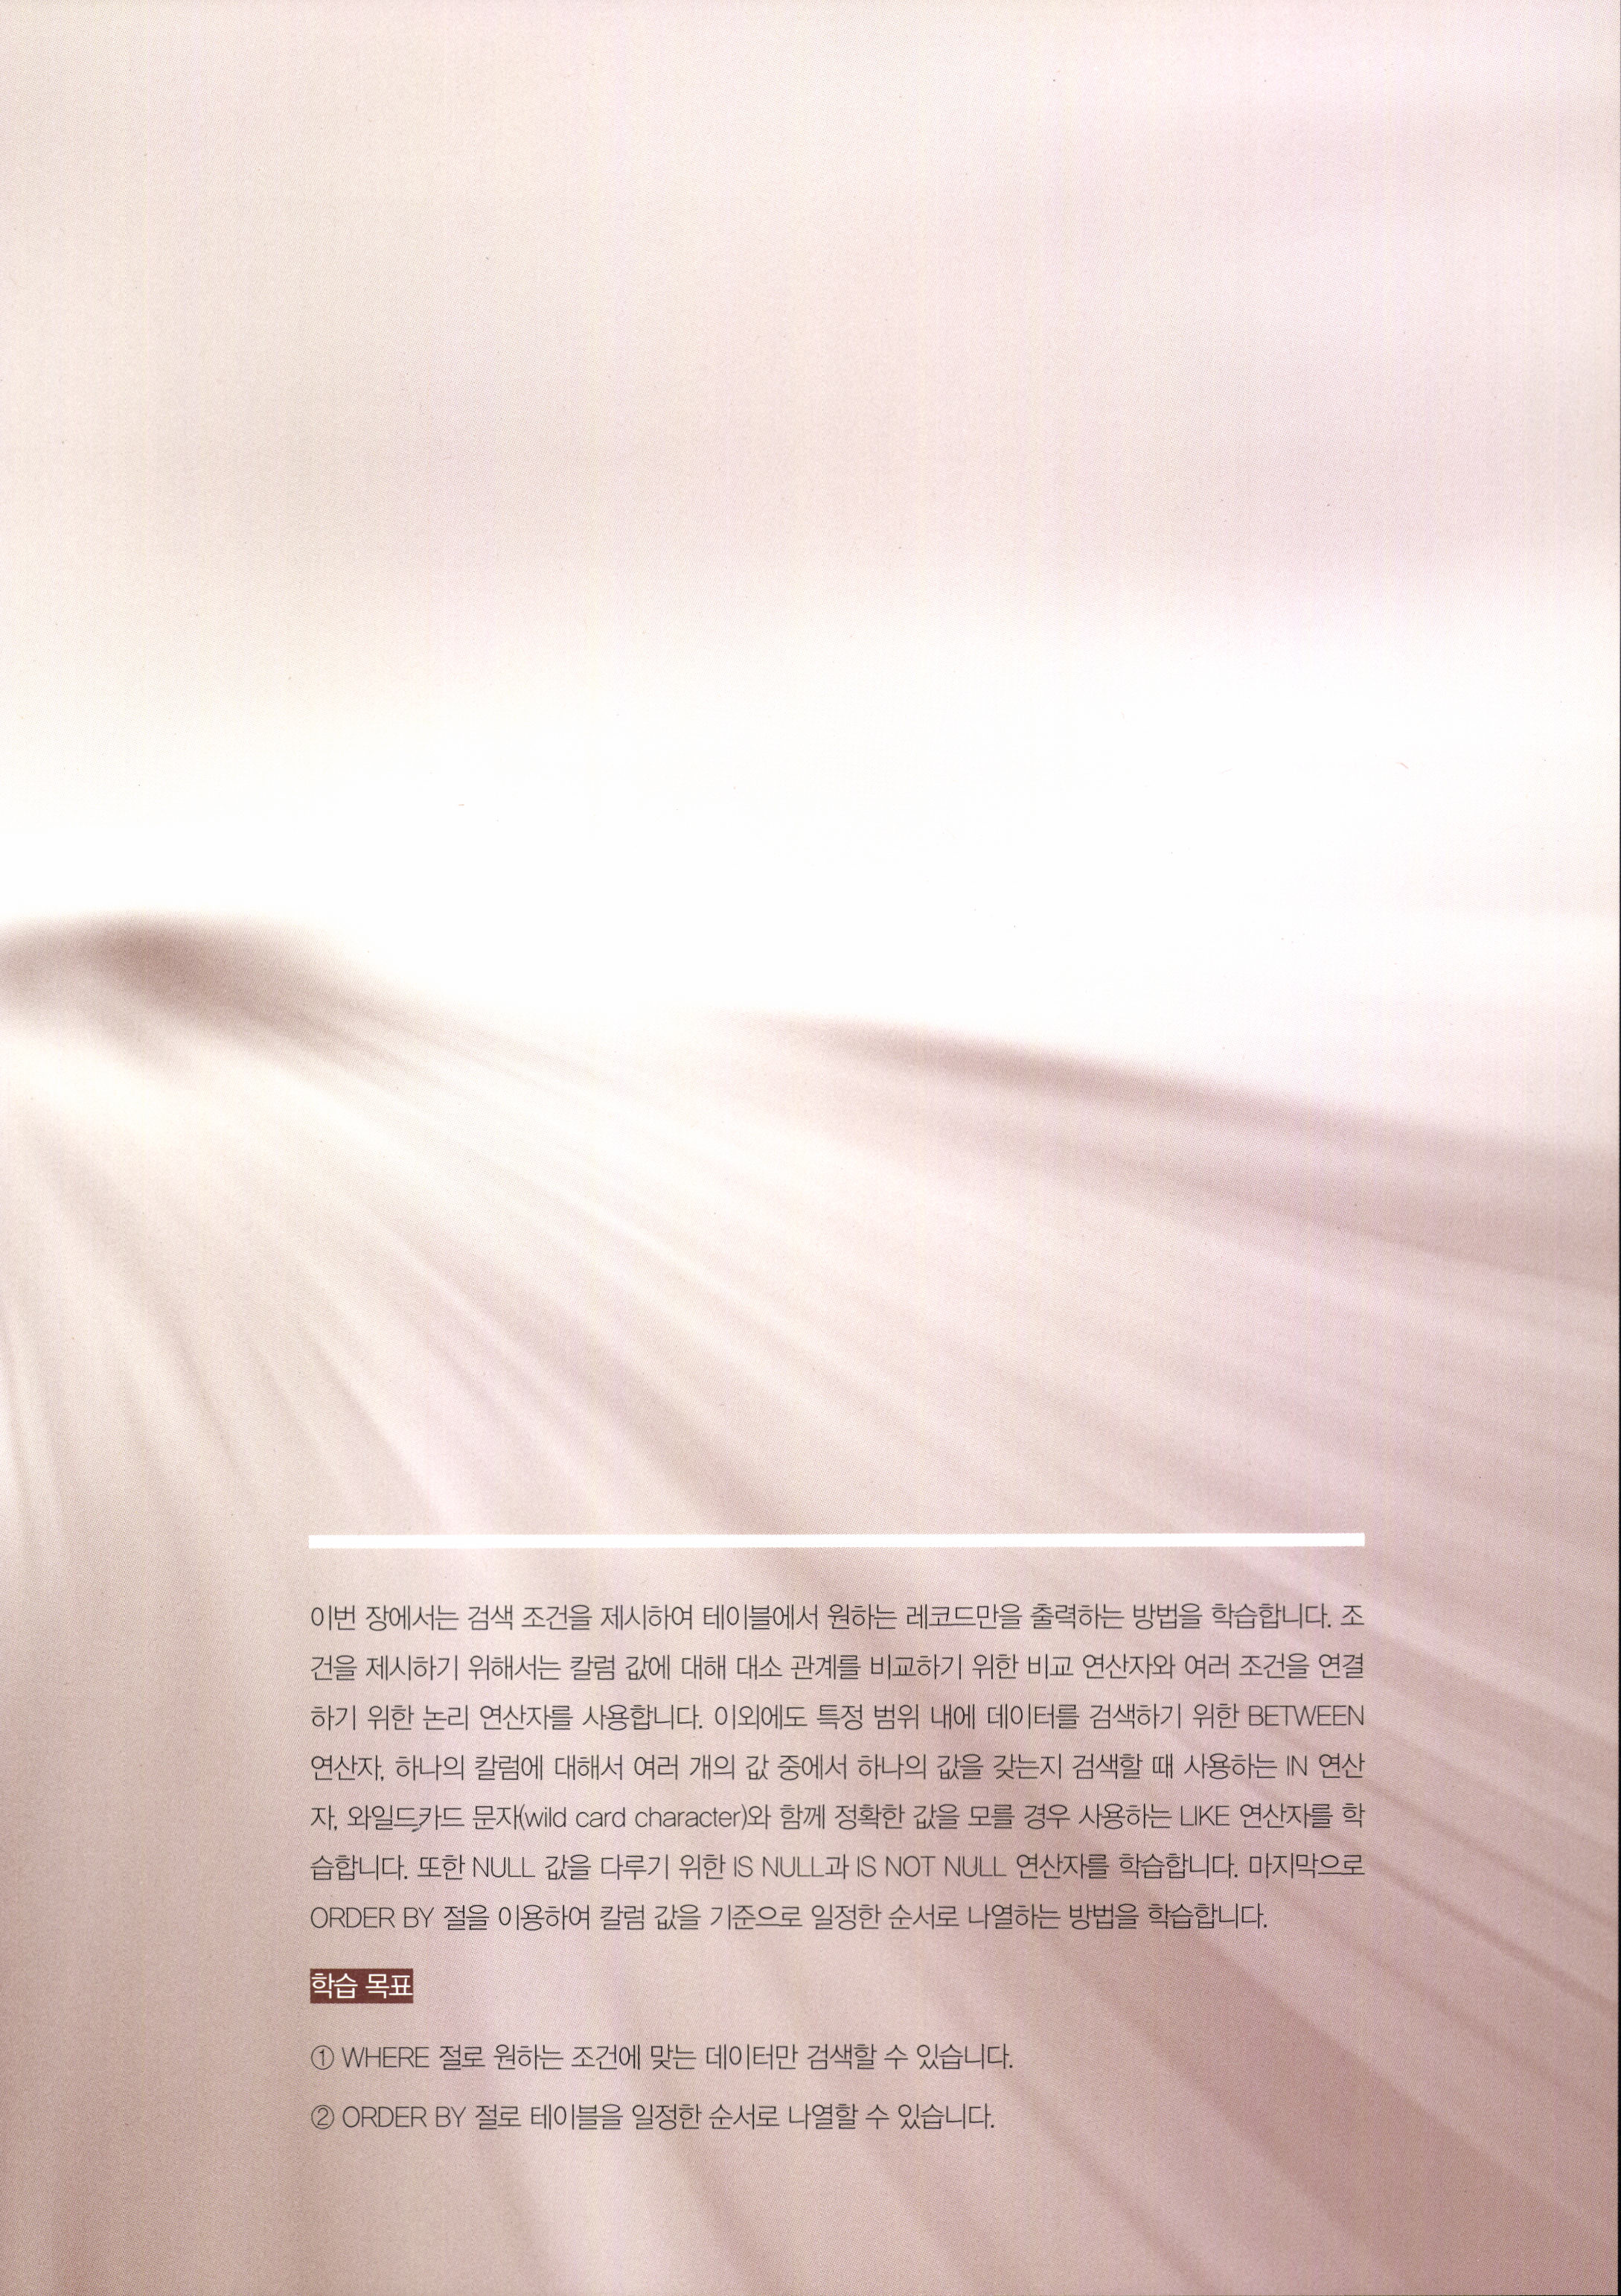 이번 장에서는 검색 조건을 제시하여 테이블에서 원하는 레코드만을 출력하는 방법을 학습합니다. 조
건을 제시하기 위해서는 칼럼 값에 대해 대소 관계를 비교하기 위한 비교 연산자와 여러 조건을 연결
하기 위한 논리 연산자를 사용합니다. 이외에도 특정 범위 내에 데이터를 검색하기 위한 BETWEEN
연산자, 하나의 칼럼에 대해서 여러 개의 값 중에서 하나의 값을 갖는지 검색할 때 사용하는 IN 연산
자, 와일드카드 문자(wild card character)와 함께 정확한 값을 모를 경우 사용하는 LIKE 연산자를 학
습합니다. 또한 NULL 값을 다루기 위한 IS NULL과 IS NOT NULL 연산자를 학습합니다. 마지막으로
ORDER BY 절을 이용하여 칼럼 값을 기준으로 일정한 순서로 나열하는 방법을 학습합니다.
학습 목표
① WHERE 절로 원하는 조건에 맞는 데이터만 검색할 수 있습니다.
② ORDER BY 절로 테이블을 일정한 순서로 나열할 수 있습니다.